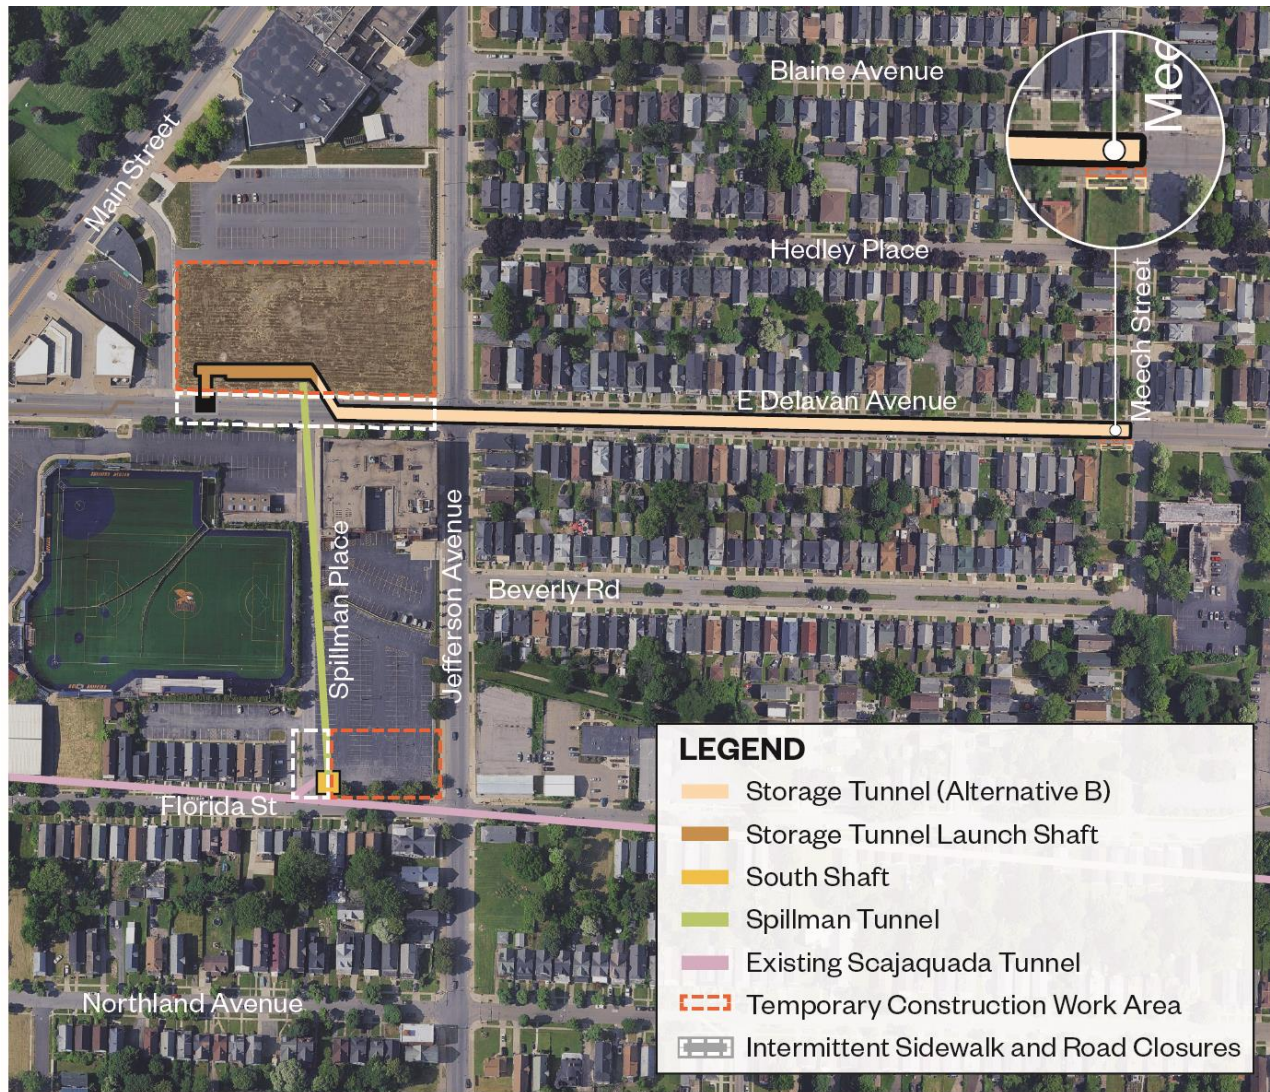 Blaine Avenue
Mee
Main Street
Hedley Place
Meech Street
E Delavan Avenue
Spillman Place
Jefferson Avenue
Beverly Rd
Florida St
Northland Avenue
LEGEND
Storage Tunnel (Alternative B)
Storage Tunnel Launch Shaft
South Shaft
Spillman Tunnel
Existing Scajaquada Tunnel
Temporary Construction Work Area
Intermittent Sidewalk and Road Closures